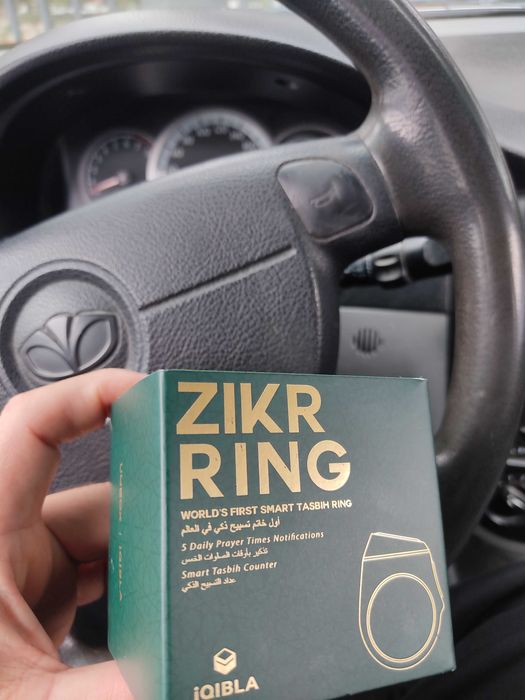 ZIKR
RING
WORLD'S FIRST SMART TASBIH RING
أول خاتم تسبيح ذكي في العالم
5 Daily Prayer Times Notifications
تذكير بأوقات الصلوات الخمس
Smart Tasbih Counter
عداد التسبيح الذكي
iQIBLA